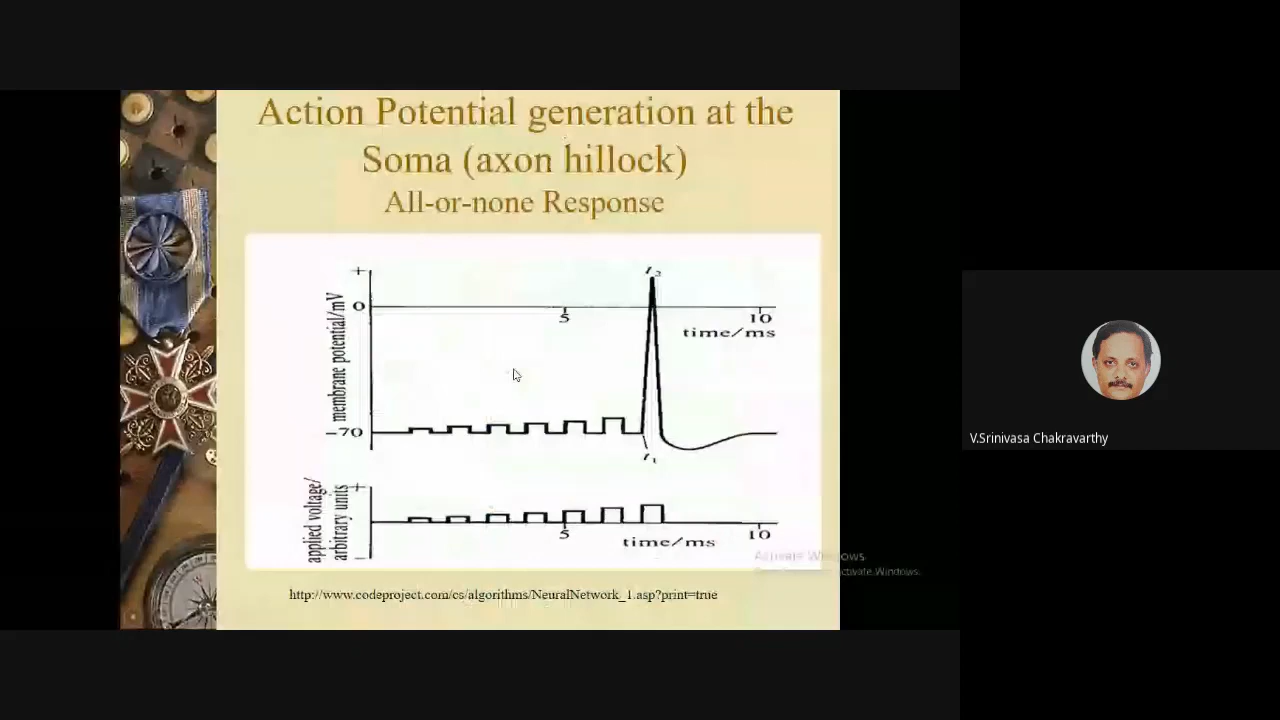 Action Potential generation at the
Soma (axon hillock)
All-or-none Response
+
membrane potential/mV
0
5
10
time/ms
-70
applied voltage/
arbitrary units
+
5
time/ms
10
Activate Windows
http://www.codeproject.com/cs/algorithms/NeuralNetwork_1.asp?print=true
V.Srinivasa Chakravarthy